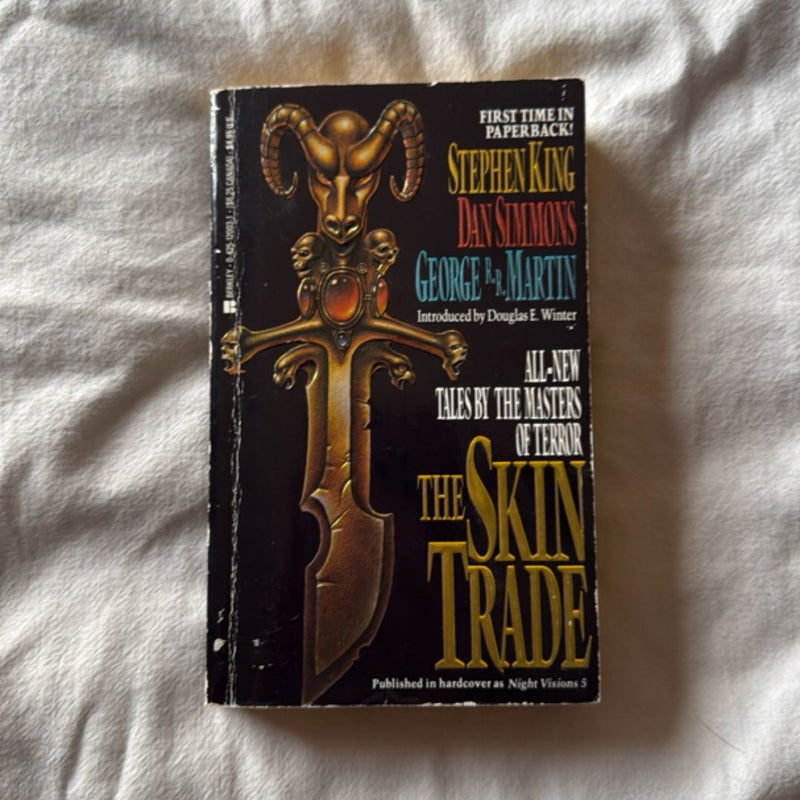 FIRST TIME IN
PAPERBACK!
STEPHEN KING
DAN SIMMONS
GEORGE R.R. MARTIN
Introduced by Douglas E. Winter
ALL-NEW
TALES BY THE MASTERS
OF TERROR
THE SKIN
TRADE
Published in hardcover as Night Visions 5
BERKLEY